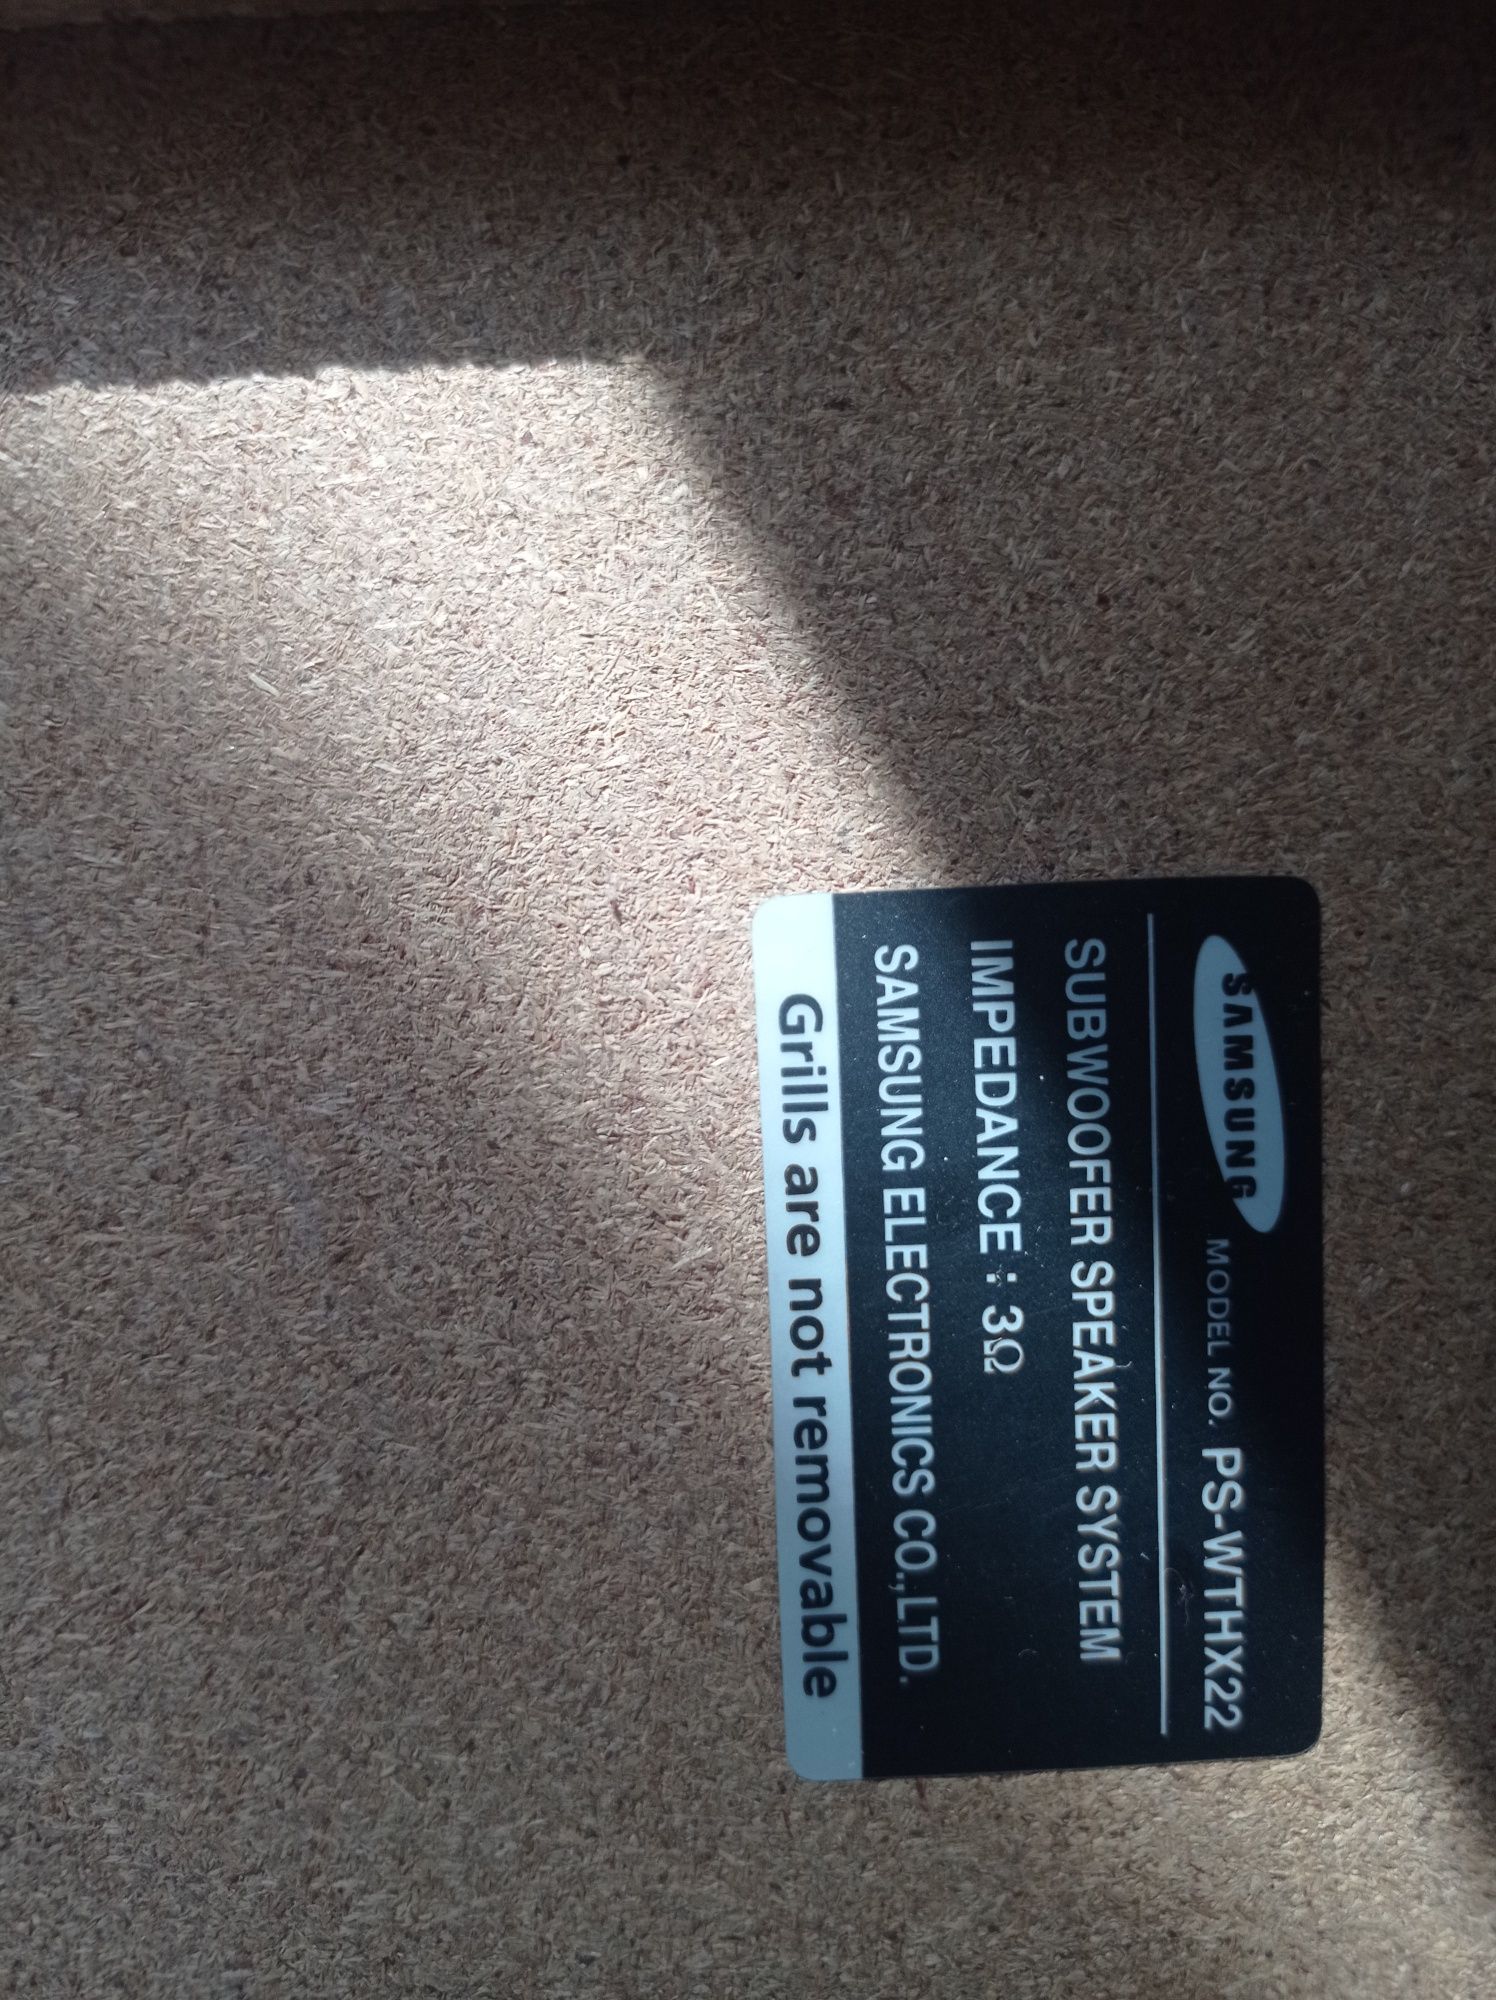 SAMSUNG MODEL NO. PS-WTHX22
SUBWOOFER SPEAKER SYSTEM
IMPEDANCE : 3Ω
SAMSUNG ELECTRONICS CO.,LTD.
Grills are not removable